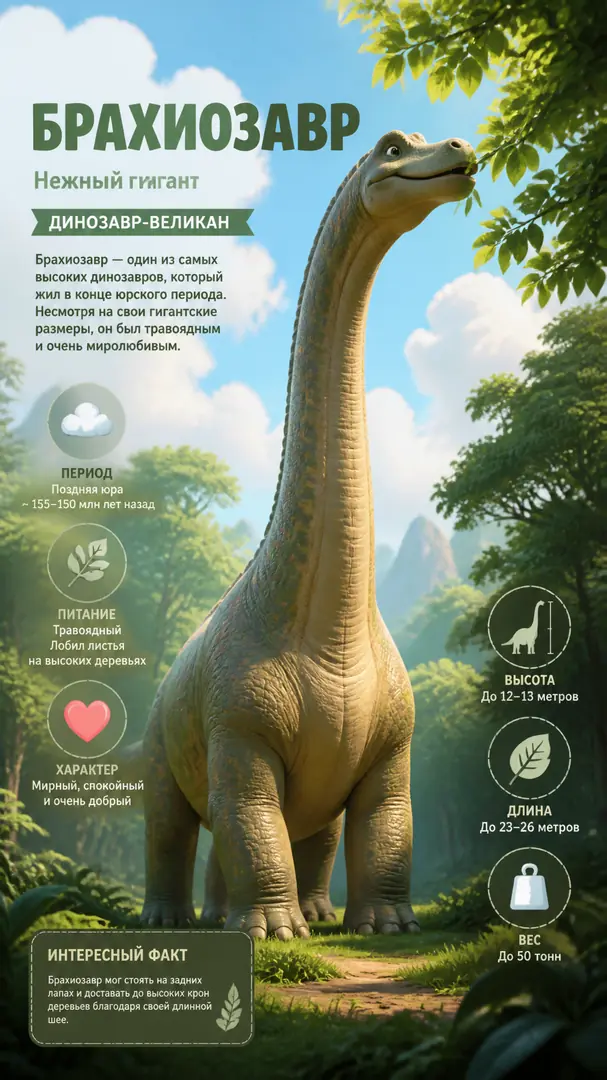 БРАХИОЗАВР
Нежный гигант
ДИНОЗАВР-ВЕЛИКАН
Брахиозавр — один из самых
высоких динозавров, который
жил в конце юрского периода.
Несмотря на свои гигантские
размеры, он был травоядным
и очень миролюбивым.
ПЕРИОД
Поздняя юра
~ 155–150 млн лет назад
ПИТАНИЕ
Травоядный
Лобил листья
на высоких деревьях
ХАРАКТЕР
Мирный, спокойный
и очень добрый
ВЫСОТА
До 12–13 метров
ДЛИНА
До 23–26 метров
ВЕС
До 50 тонн
ИНТЕРЕСНЫЙ ФАКТ
Брахиозавр мог стоять на задних
лапах и доставать до высоких крон
деревьев благодаря своей длинной
шее.